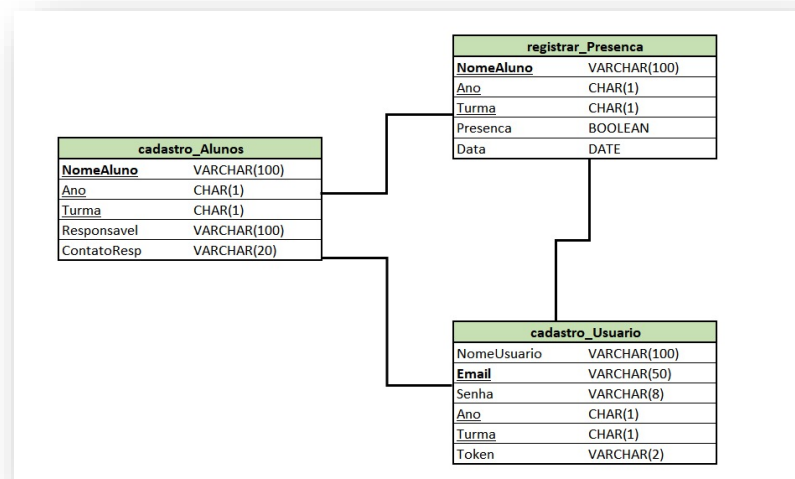 registrar_Presenca
NomeAluno VARCHAR(100)
Ano CHAR(1)
Turma CHAR(1)
Presenca BOOLEAN
Data DATE
cadastro_Alunos
NomeAluno VARCHAR(100)
Ano CHAR(1)
Turma CHAR(1)
Responsavel VARCHAR(100)
ContatoResp VARCHAR(20)
cadastro_Usuario
NomeUsuario VARCHAR(100)
Email VARCHAR(50)
Senha VARCHAR(8)
Ano CHAR(1)
Turma CHAR(1)
Token VARCHAR(2)